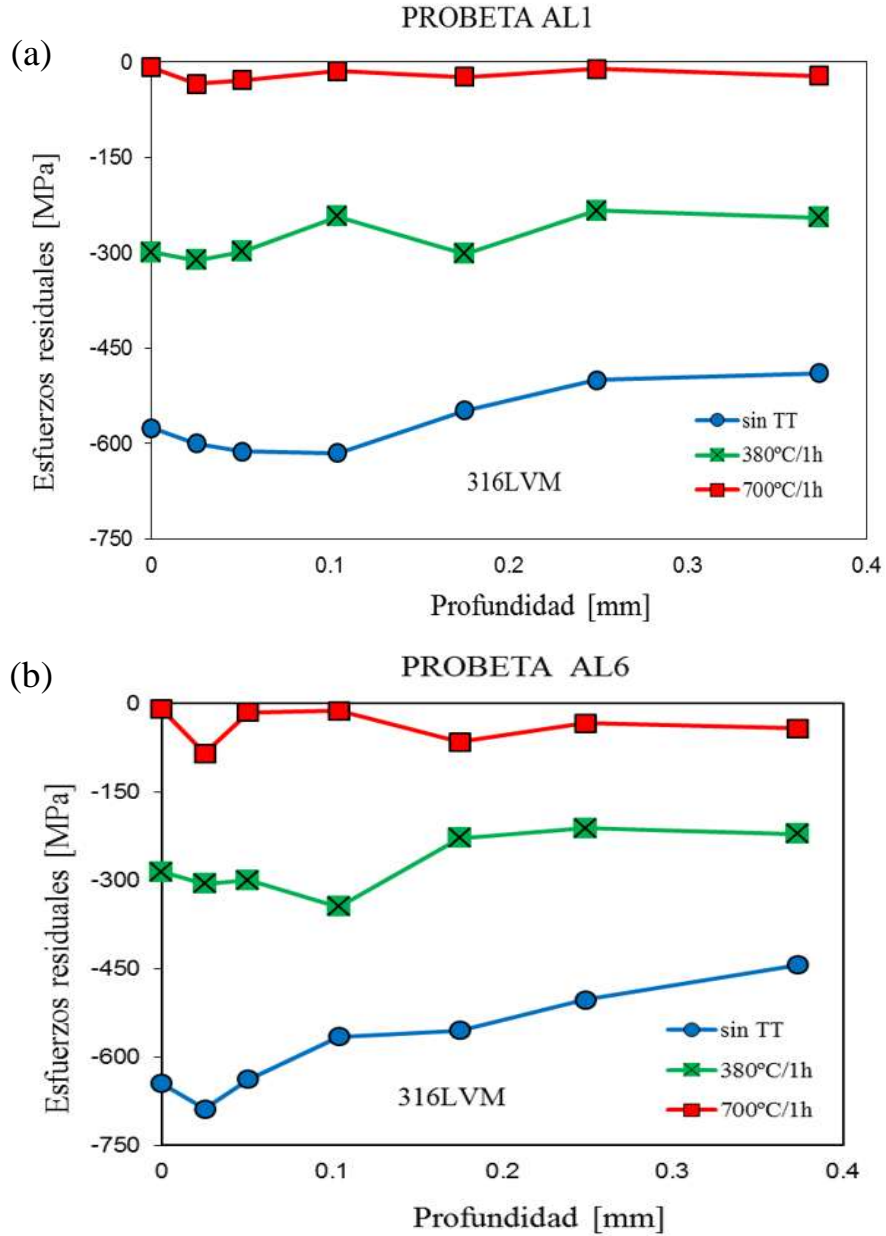 PROBETA AL1
(a)
0
-150
-300
-450
-600
-750
Esfuerzos residuales [MPa]
sin TT
380ºC/1h
700ºC/1h
316LVM
0
0.1
0.2
0.3
0.4
Profundidad [mm]
PROBETA AL6
(b)
0
-150
-300
-450
-600
-750
Esfuerzos residuales [MPa]
sin TT
380ºC/1h
700ºC/1h
316LVM
0
0.1
0.2
0.3
0.4
Profundidad [mm]